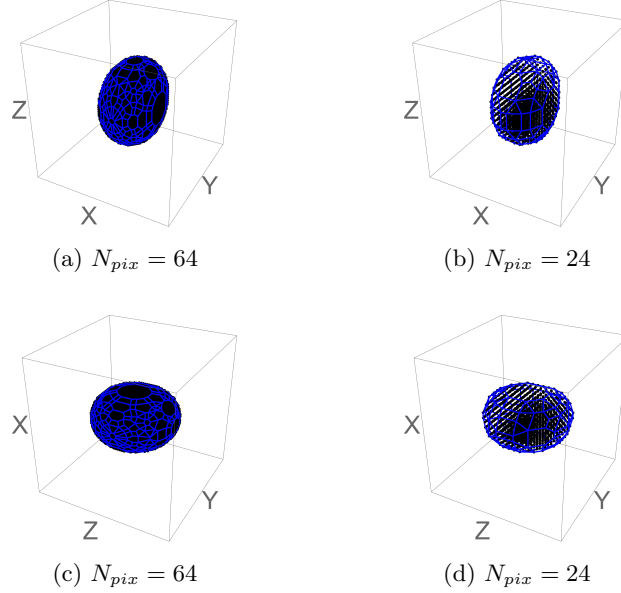 Z
Z
Y
Y
X
X
(a) $N_{pix} = 64$
(b) $N_{pix} = 24$
X
X
Y
Y
Z
Z
(c) $N_{pix} = 64$
(d) $N_{pix} = 24$